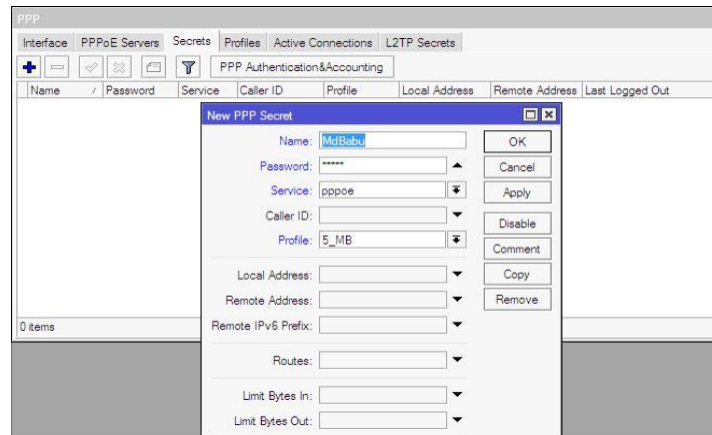 PPP
Interface PPPoE Servers Secrets Profiles Active Connections L2TP Secrets
PPP Authentication&Accounting
Name / Password Service Caller ID Profile Local Address Remote Address Last Logged Out
New PPP Secret
Name: MdBabu OK
Password: ***** Cancel
Service: pppoe Apply
Caller ID: Disable
Profile: 5_MB Comment
Local Address: Copy
Remote Address: Remove
0 items Remote IPv6 Prefix:
Routes:
Limit Bytes In:
Limit Bytes Out: